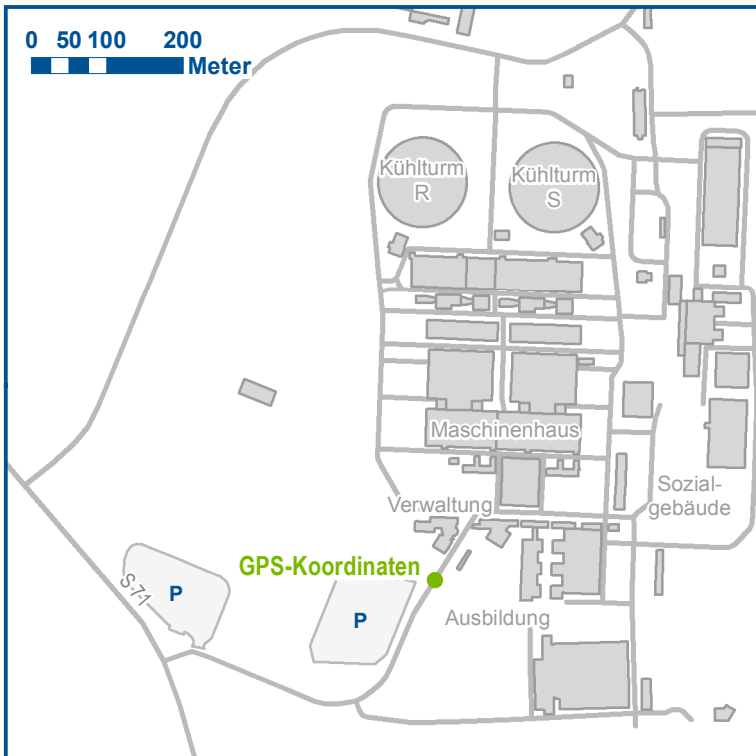 0 50 100 200
Meter
Kühlturm
R
Kühlturm
S
Maschinenhaus
Verwaltung
Sozial-
gebäude
GPS-Koordinaten
S-71
P
P
Ausbildung